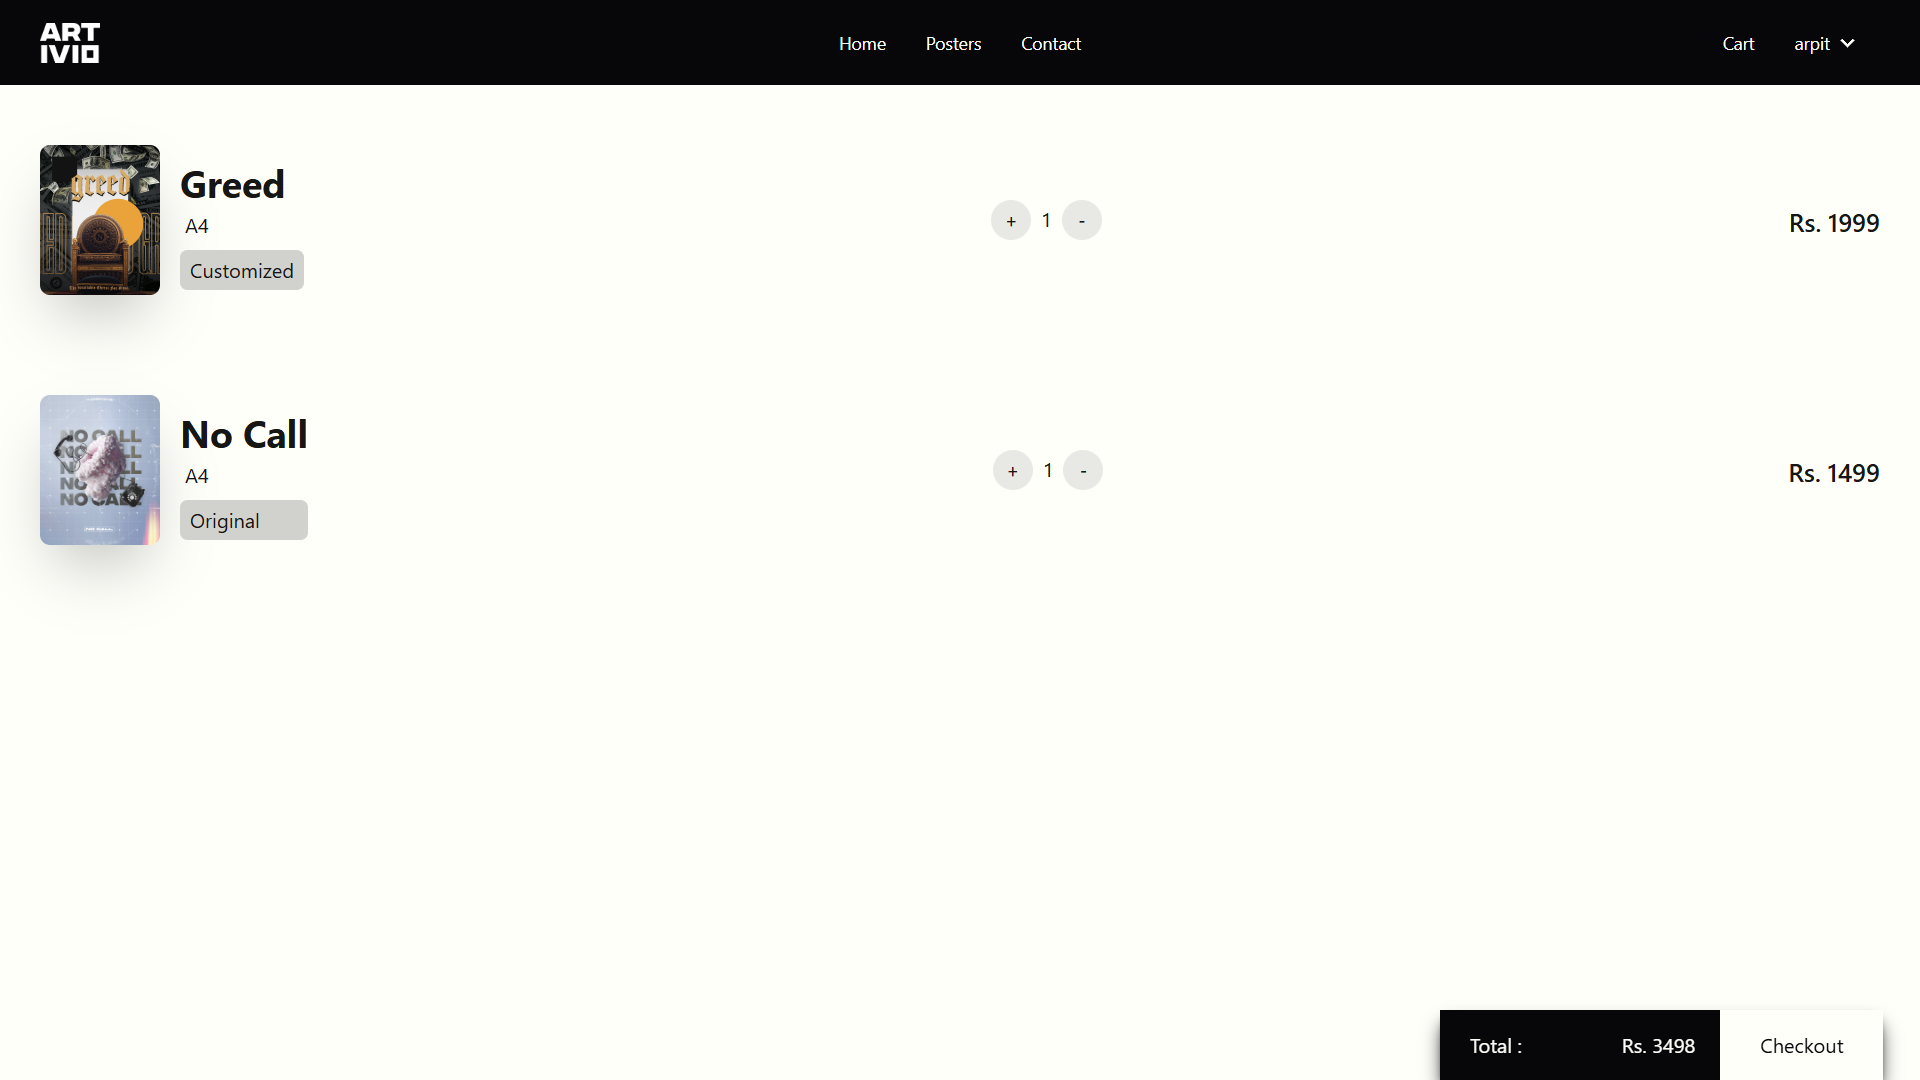 ART
IVIO
Home Posters Contact
Cart arpit
greed
Greed
A4
Customized
+ 1 -
Rs. 1999
NO CALL
NO CALL
NO CALL
NO CALL
NO CALL
No Call
A4
Original
+ 1 -
Rs. 1499
Total : Rs. 3498
Checkout